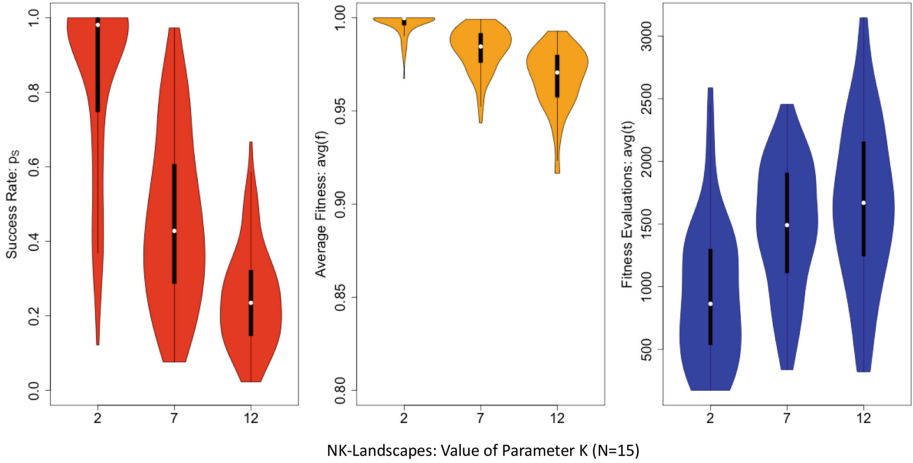 Success Rate: pS
0.0 0.2 0.4 0.6 0.8 1.0
2 7 12
Average Fitness: avg(f)
0.80 0.85 0.90 0.95 1.00
2 7 12
Fitness Evaluations: avg(t)
500 1000 1500 2000 2500 3000
2 7 12
NK-Landscapes: Value of Parameter K (N=15)